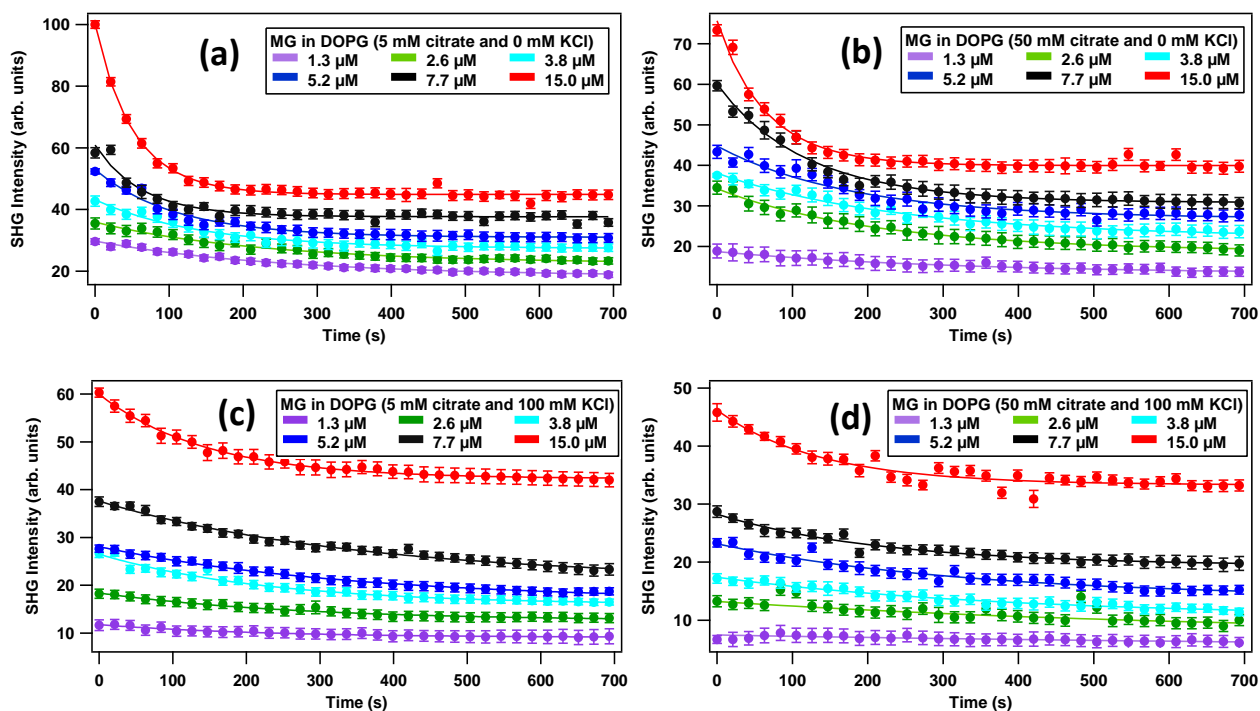 (a)
MG in DOPG (5 mM citrate and 0 mM KCl)
1.3 µM 2.6 µM 3.8 µM
5.2 µM 7.7 µM 15.0 µM
SHG Intensity (arb. units)
100
80
60
40
20
0 100 200 300 400 500 600 700
Time (s)
(b)
MG in DOPG (50 mM citrate and 0 mM KCl)
1.3 µM 2.6 µM 3.8 µM
5.2 µM 7.7 µM 15.0 µM
SHG Intensity (arb. units)
70
60
50
40
30
20
0 100 200 300 400 500 600 700
Time (s)
(c)
MG in DOPG (5 mM citrate and 100 mM KCl)
1.3 µM 2.6 µM 3.8 µM
5.2 µM 7.7 µM 15.0 µM
SHG Intensity (arb. units)
60
50
40
30
20
10
0 100 200 300 400 500 600 700
Time (s)
(d)
MG in DOPG (50 mM citrate and 100 mM KCl)
1.3 µM 2.6 µM 3.8 µM
5.2 µM 7.7 µM 15.0 µM
SHG Intensity (arb. units)
50
40
30
20
10
0 100 200 300 400 500 600 700
Time (s)